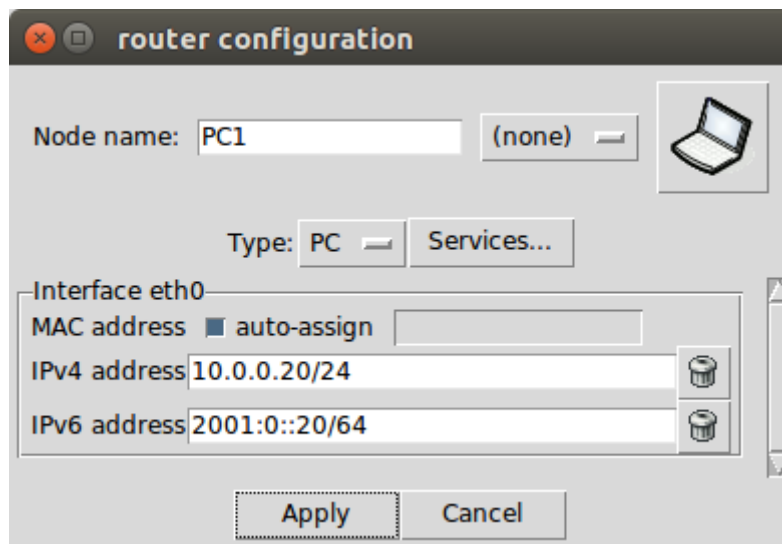 router configuration
Node name: PC1 (none)
Type: PC Services...
Interface eth0
MAC address auto-assign
IPv4 address 10.0.0.20/24
IPv6 address 2001:0::20/64
Apply Cancel